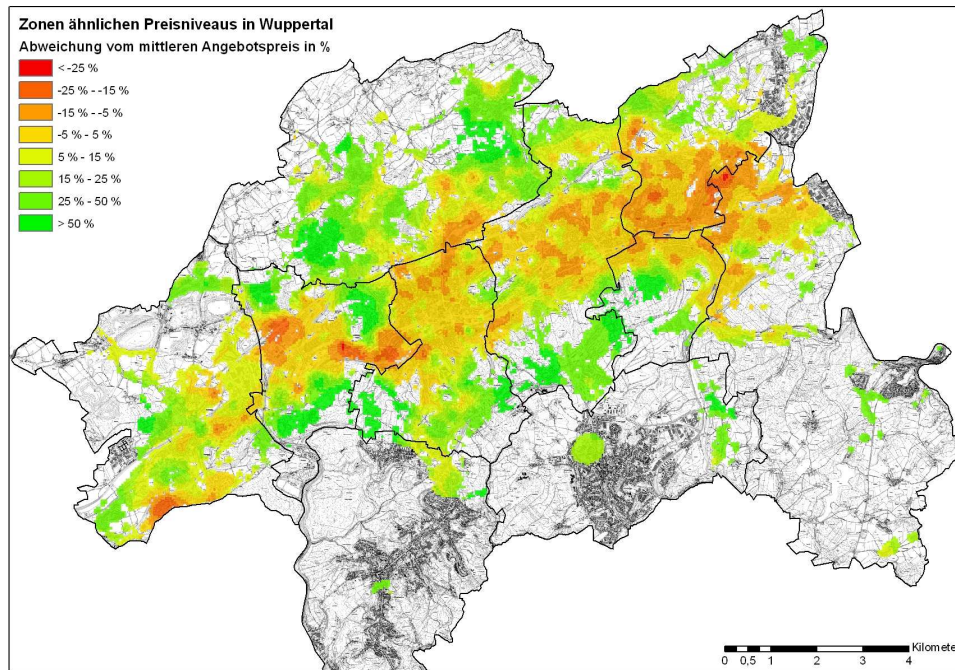 Zonen ähnlichen Preisniveaus in Wuppertal
Abweichung vom mittleren Angebotspreis in %
< -25 %
-25 % - -15 %
-15 % - -5 %
-5 % - 5 %
5 % - 15 %
15 % - 25 %
25 % - 50 %
> 50 %
Kilomete
0 0,5 1 2 3 4